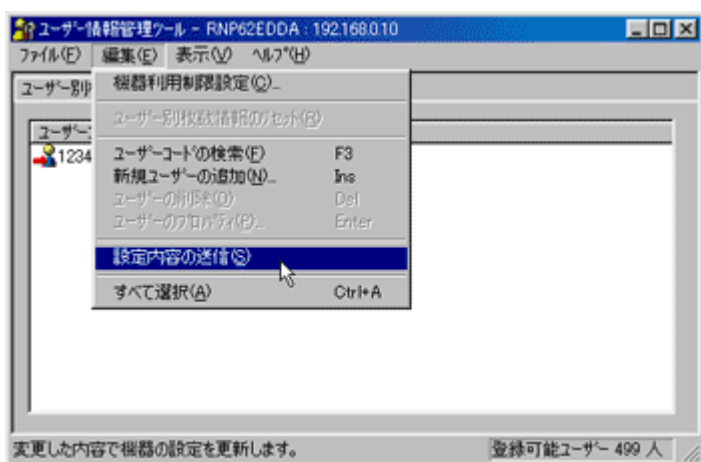 ユーザー情報管理ツール - RNP62EDDA : 192.168.0.10
ファイル(F) 編集(E) 表示(V) ヘルプ(H)
ユーザー別
機器利用制限設定(C)...
ユーザー別枚数情報のリセット(R)
ユーザー
1234
ユーザーコードの検索(F) F3
新規ユーザーの追加(N)... Ins
ユーザーの削除(D) Del
ユーザーのプロパティ(P)... Enter
設定内容の送信(S)
すべて選択(A) Ctrl+A
変更した内容で機器の設定を更新します。 登録可能ユーザー 499 人